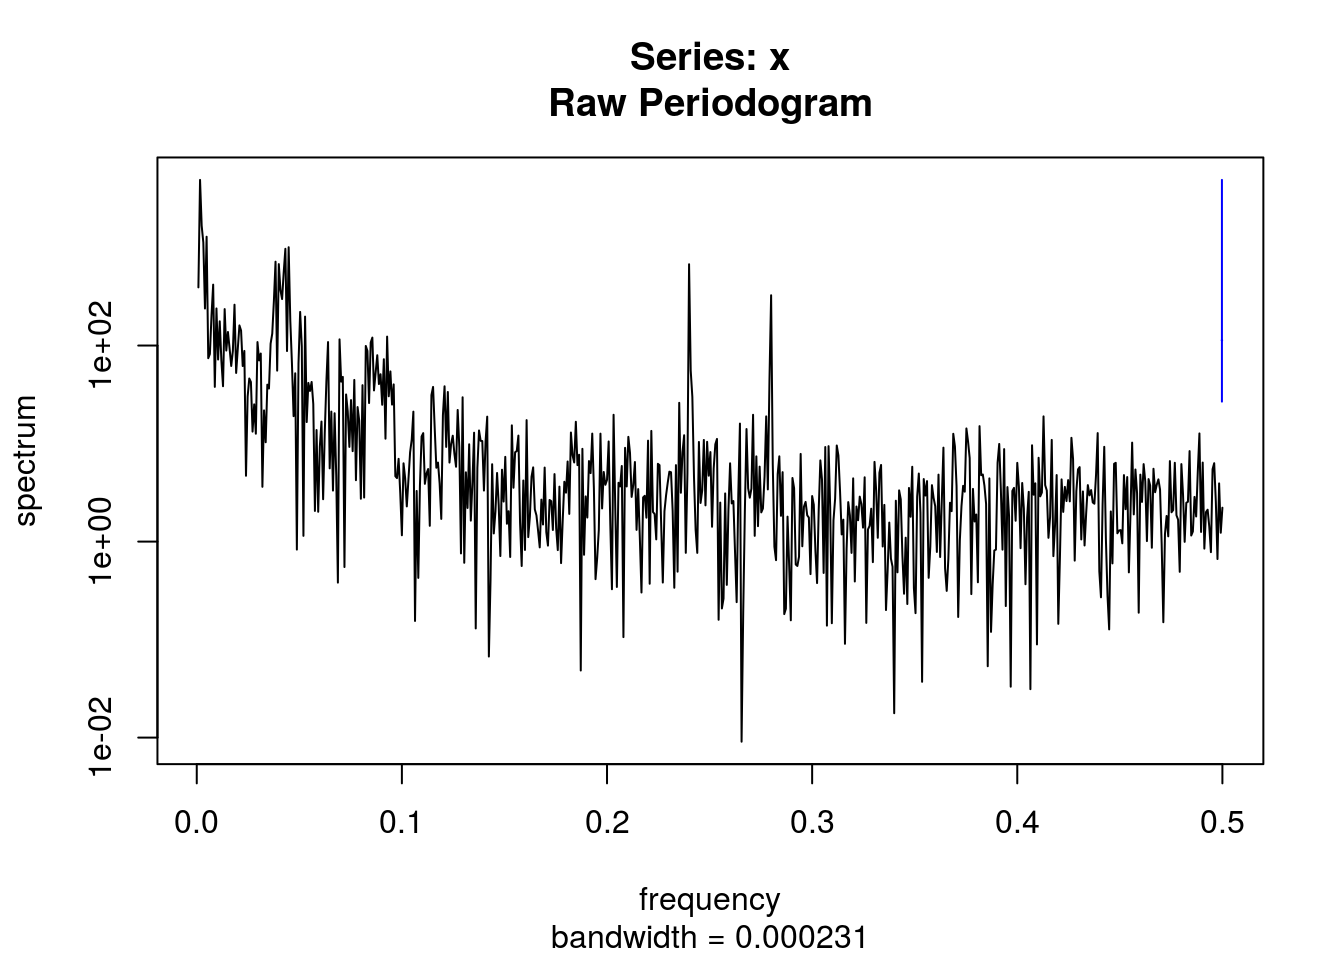 Series: x
Raw Periodogram
spectrum
1e+02
1e+00
1e-02
0.0
0.1
0.2
0.3
0.4
0.5
frequency
bandwidth = 0.000231